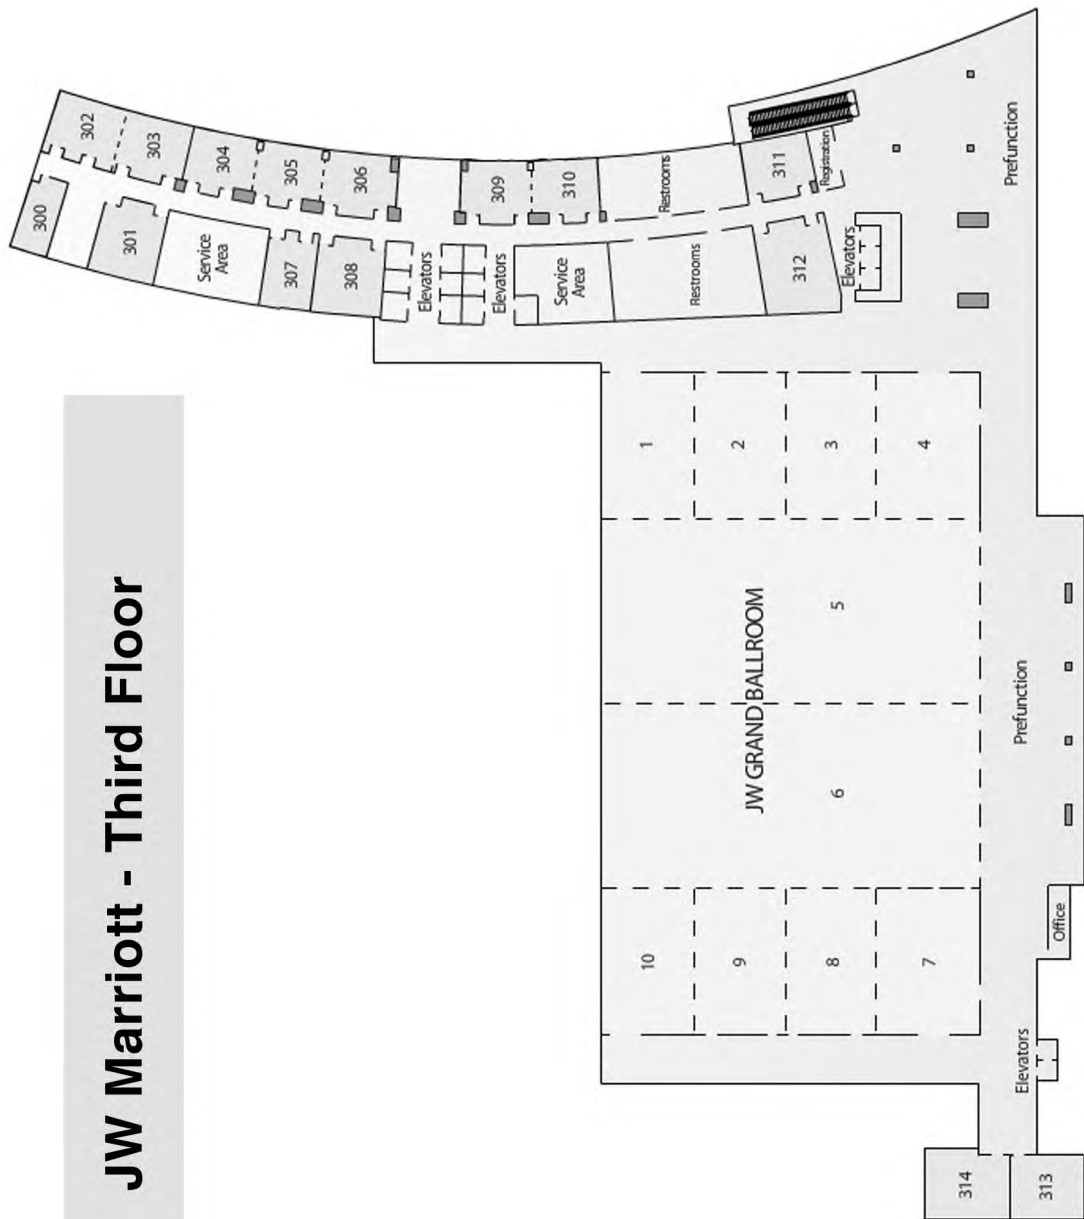 JW Marriott - Third Floor
300
301
302
303
304
305
306
Service
Area
307
308
Elevators
Elevators
309
310
Service
Area
Restrooms
Restrooms
311
312
Registration
Elevators
Prefunction
1
2
3
4
5
JW GRAND BALLROOM
6
10
9
8
7
Prefunction
Office
Elevators
314
313